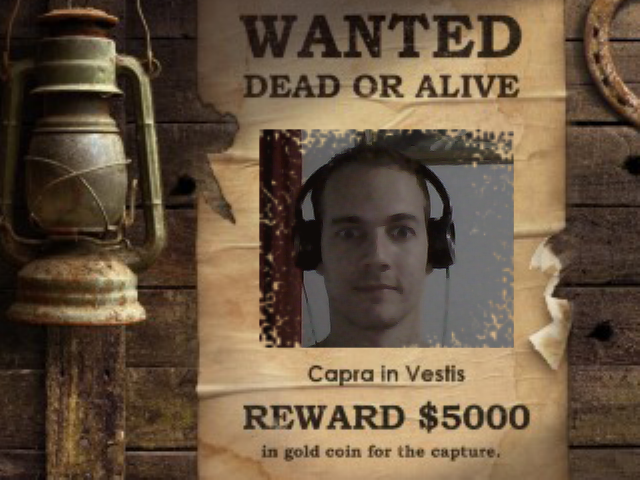 WANTED
DEAD OR ALIVE
Capra in Vestis
REWARD $5000
in gold coin for the capture.